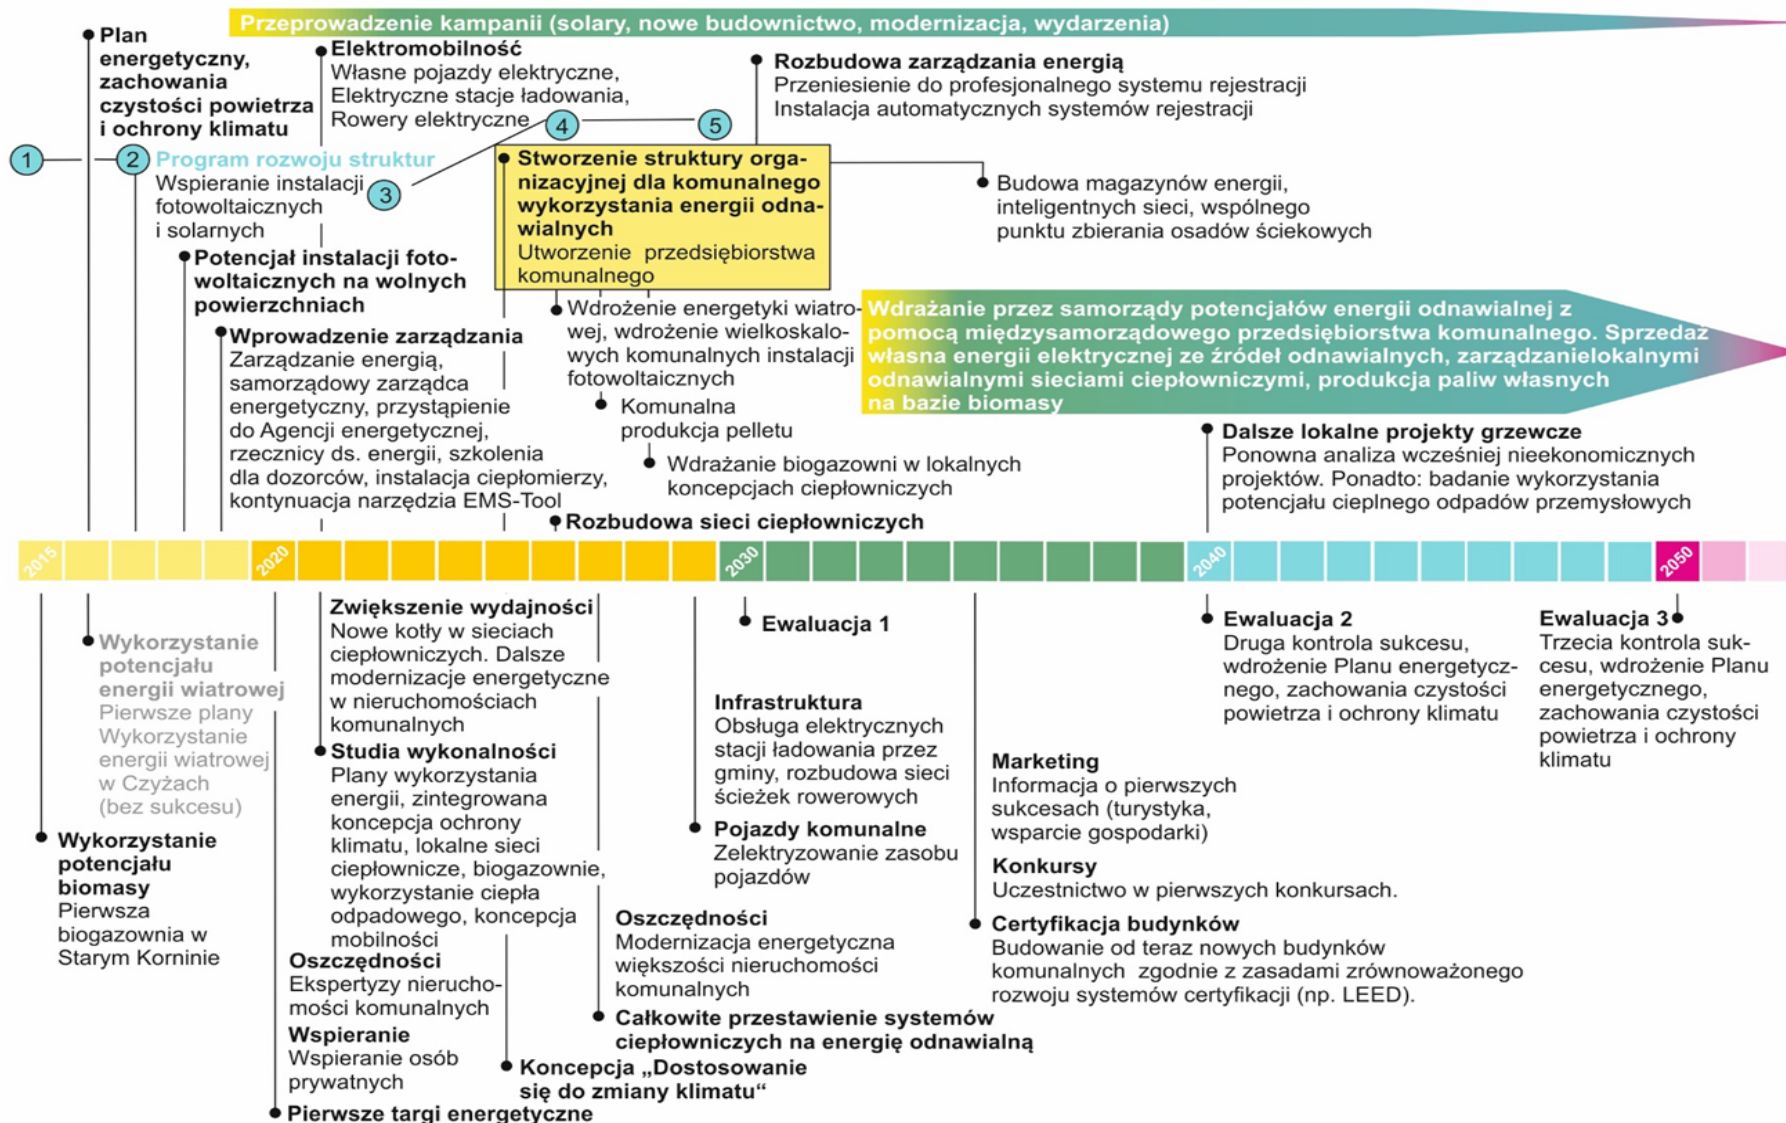 Przeprowadzenie kampanii (solary, nowe budownictwo, modernizacja, wydarzenia)
Plan
energetyczny,
zachowania
czystości powietrza
i ochrony klimatu
Elektromobilność
Własne pojazdy elektryczne,
Elektryczne stacje ładowania,
Rowery elektryczne
Rozbudowa zarządzania energią
Przeniesienie do profesjonalnego systemu rejestracji
Instalacja automatycznych systemów rejestracji
1
2
3
4
5
Program rozwoju struktur
Wspieranie instalacji
fotowoltaicznych
i solarnych
Stworzenie struktury orga-
nizacyjnej dla komunalnego
wykorzystania energii odna-
wialnych
Utworzenie przedsiębiorstwa
komunalnego
Budowa magazynów energii,
inteligentnych sieci, wspólnego
punktu zbierania osadów ściekowych
Potencjał instalacji foto-
woltaicznych na wolnych
powierzchniach
Wprowadzenie zarządzania
Zarządzanie energią,
samorządowy zarządca
energetyczny, przystąpienie
do Agencji energetycznej,
rzecznicy ds. energii, szkolenia
dla dozorców, instalacja ciepłomierzy,
kontynuacja narzędzia EMS-Tool
Wdrożenie energetyki wiatro-
wej, wdrożenie wielkoskalo-
wych komunalnych instalacji
fotowoltaicznych
Komunalna
produkcja pelletu
Wdrażanie biogazowni w lokalnych
koncepcjach ciepłowniczych
Rozbudowa sieci ciepłowniczych
Wdrażanie przez samorządy potencjałów energii odnawialnej z
pomocą międzysamorządowego przedsiębiorstwa komunalnego. Sprzedaż
własna energii elektrycznej ze źródeł odnawialnych, zarządzanielokalnymi
odnawialnymi sieciami ciepłowniczymi, produkcja paliw własnych
na bazie biomasy
Dalsze lokalne projekty grzewcze
Ponowna analiza wcześniej nieekonomicznych
projektów. Ponadto: badanie wykorzystania
potencjału cieplnego odpadów przemysłowych
2015
2020
2030
2040
2050
Wykorzystanie
potencjału
energii wiatrowej
Pierwsze plany
Wykorzystanie
energii wiatrowej
w Czyżach
(bez sukcesu)
Wykorzystanie
potencjału
biomasy
Pierwsza
biogazownia w
Starym Korninie
Zwiększenie wydajności
Nowe kotły w sieciach
ciepłowniczych. Dalsze
modernizacje energetyczne
w nieruchomościach
komunalnych
Studia wykonalności
Plany wykorzystania
energii, zintegrowana
koncepcja ochrony
klimatu, lokalne sieci
ciepłownicze, biogazownie,
wykorzystanie ciepła
odpadowego, koncepcja
mobilności
Oszczędności
Ekspertyzy nierucho-
mości komunalnych
Wspieranie
Wspieranie osób
prywatnych
Pierwsze targi energetyczne
Koncepcja „Dostosowanie
się do zmiany klimatu“
Oszczędności
Modernizacja energetyczna
większości nieruchomości
komunalnych
Całkowite przestawienie systemów
ciepłowniczych na energię odnawialną
Ewaluacja 1
Infrastruktura
Obsługa elektrycznych
stacji ładowania przez
gminy, rozbudowa sieci
ścieżek rowerowych
Pojazdy komunalne
Zelektryzowanie zasobu
pojazdów
Marketing
Informacja o pierwszych
sukcesach (turystyka,
wsparcie gospodarki)
Konkursy
Uczestnictwo w pierwszych konkursach.
Certyfikacja budynków
Budowanie od teraz nowych budynków
komunalnych zgodnie z zasadami zrównoważonego
rozwoju systemów certyfikacji (np. LEED).
Ewaluacja 2
Druga kontrola sukcesu,
wdrożenie Planu energetycz-
nego, zachowania czystości
powietrza i ochrony klimatu
Ewaluacja 3
Trzecia kontrola suk-
cesu, wdrożenie Planu
energetycznego,
zachowania czystości
powietrza i ochrony
klimatu